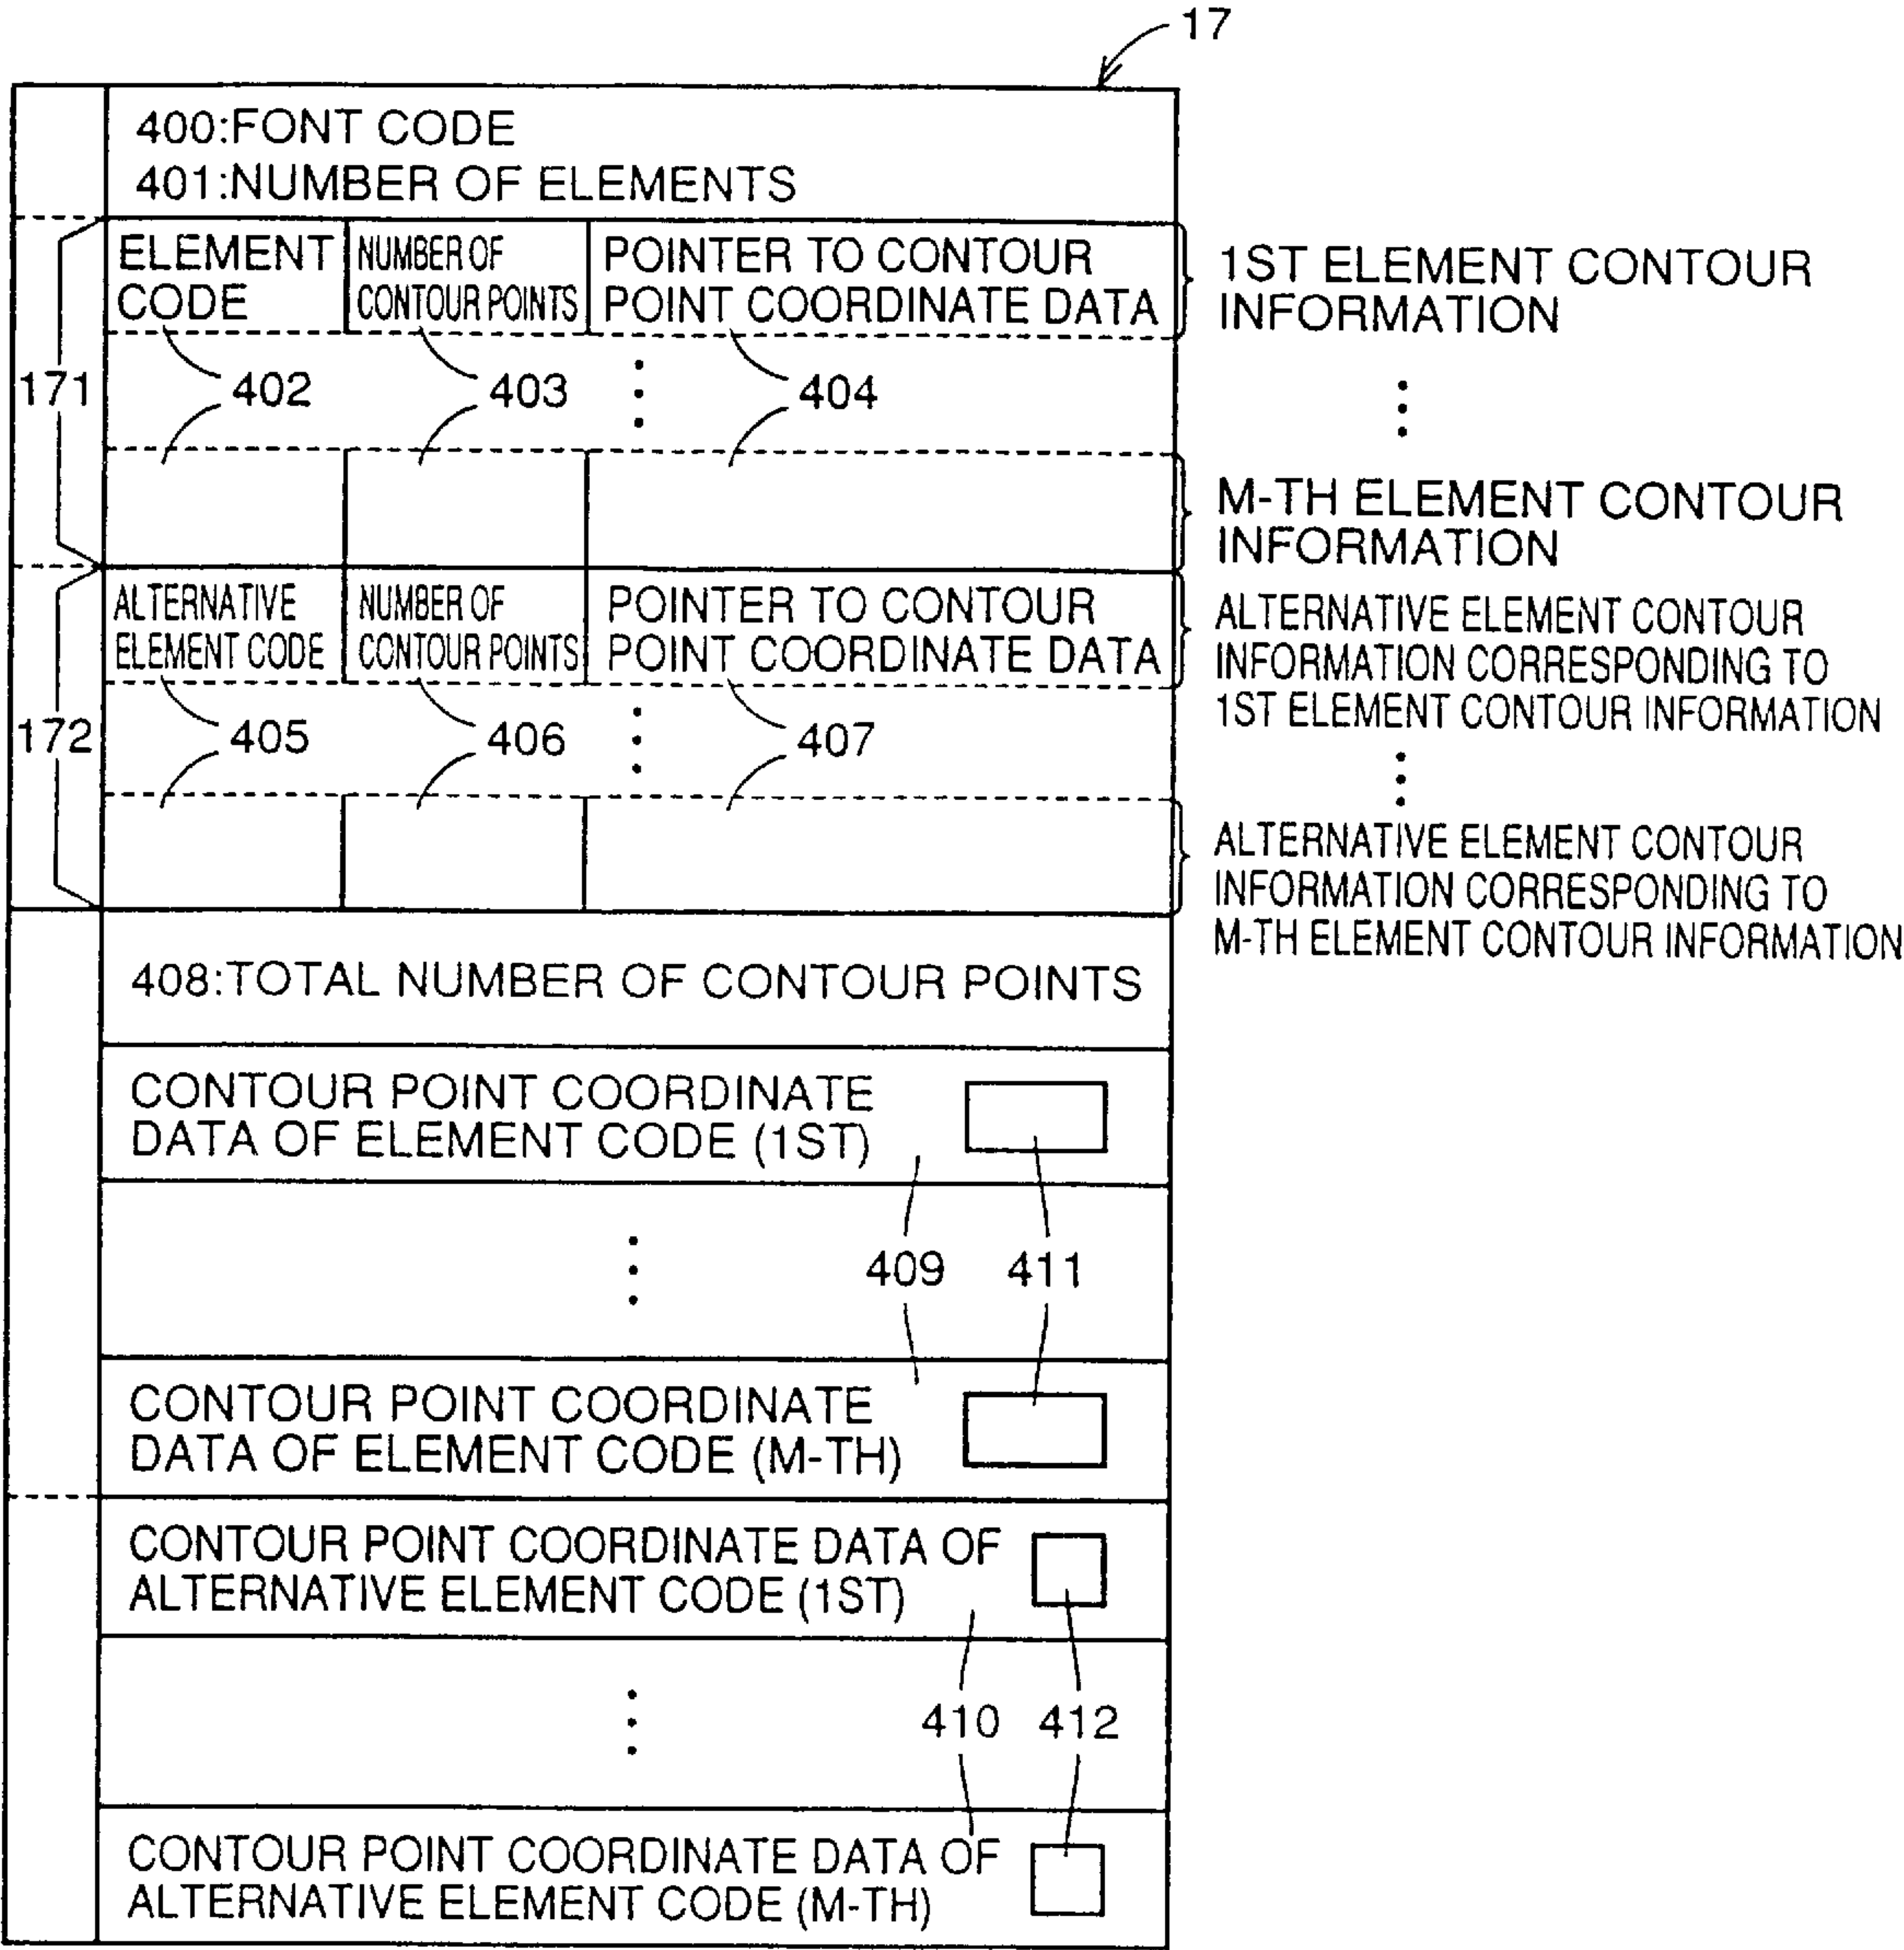 17
400:FONT CODE
401:NUMBER OF ELEMENTS
171
ELEMENT
CODE
NUMBER OF
CONTOUR POINTS
POINTER TO CONTOUR
POINT COORDINATE DATA
1ST ELEMENT CONTOUR
INFORMATION
402
403
404
M-TH ELEMENT CONTOUR
INFORMATION
172
ALTERNATIVE
ELEMENT CODE
NUMBER OF
CONTOUR POINTS
POINTER TO CONTOUR
POINT COORDINATE DATA
ALTERNATIVE ELEMENT CONTOUR
INFORMATION CORRESPONDING TO
1ST ELEMENT CONTOUR INFORMATION
405
406
407
ALTERNATIVE ELEMENT CONTOUR
INFORMATION CORRESPONDING TO
M-TH ELEMENT CONTOUR INFORMATION
408:TOTAL NUMBER OF CONTOUR POINTS
CONTOUR POINT COORDINATE
DATA OF ELEMENT CODE (1ST)
409
411
CONTOUR POINT COORDINATE
DATA OF ELEMENT CODE (M-TH)
CONTOUR POINT COORDINATE DATA OF
ALTERNATIVE ELEMENT CODE (1ST)
410
412
CONTOUR POINT COORDINATE DATA OF
ALTERNATIVE ELEMENT CODE (M-TH)